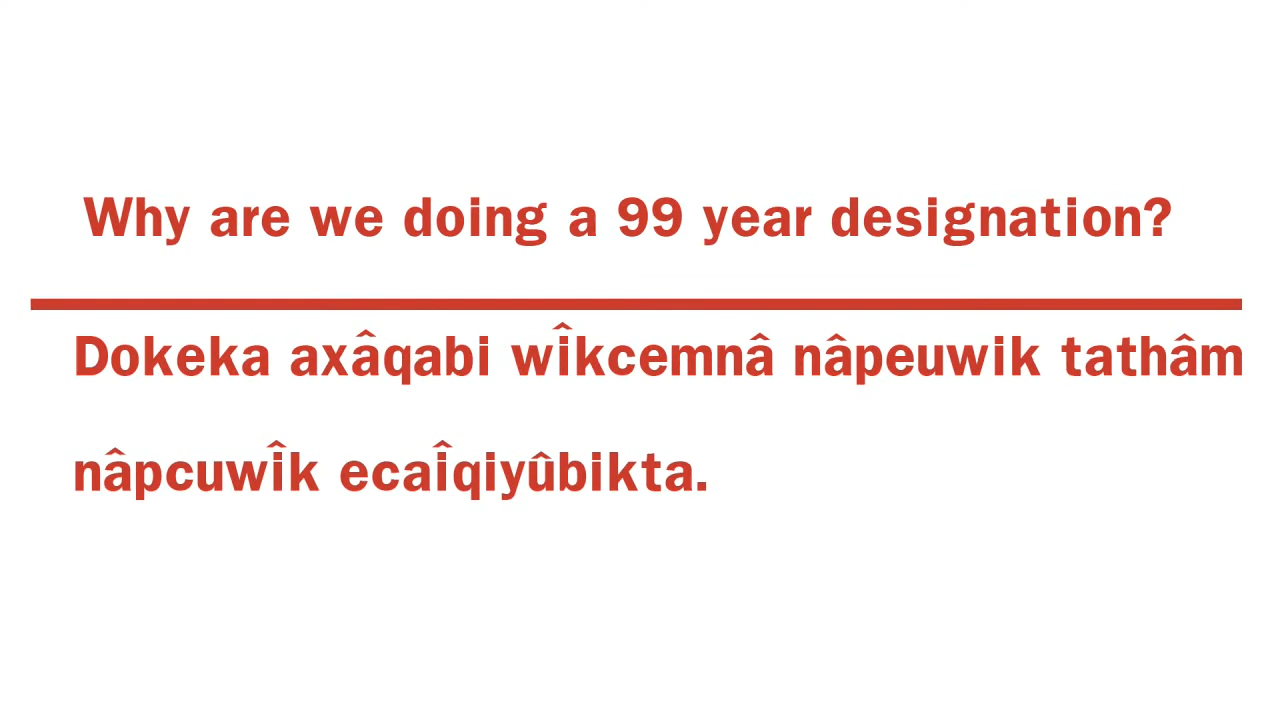 Why are we doing a 99 year designation?
Dokeka axâqabi wîkcemnâ nâpeuwik tathâm
nâpcuwîk ecaîqiyûbikta.